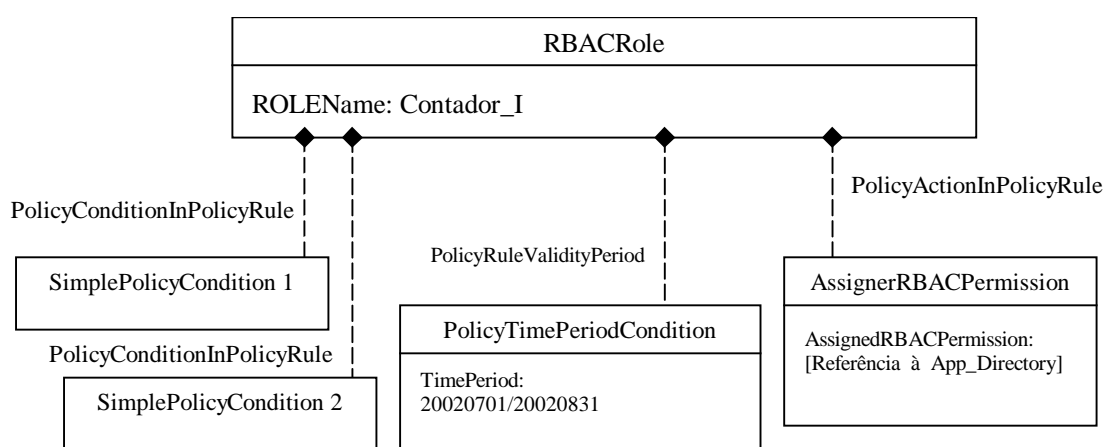 RBACRole
ROLEName: Contador_I
PolicyActionInPolicyRule
PolicyConditionInPolicyRule
PolicyRuleValidityPeriod
SimplePolicyCondition 1
AssignerRBACPermission
AssignedRBACPermission:
[Referência à App_Directory]
PolicyTimePeriodCondition
TimePeriod:
20020701/20020831
PolicyConditionInPolicyRule
SimplePolicyCondition 2